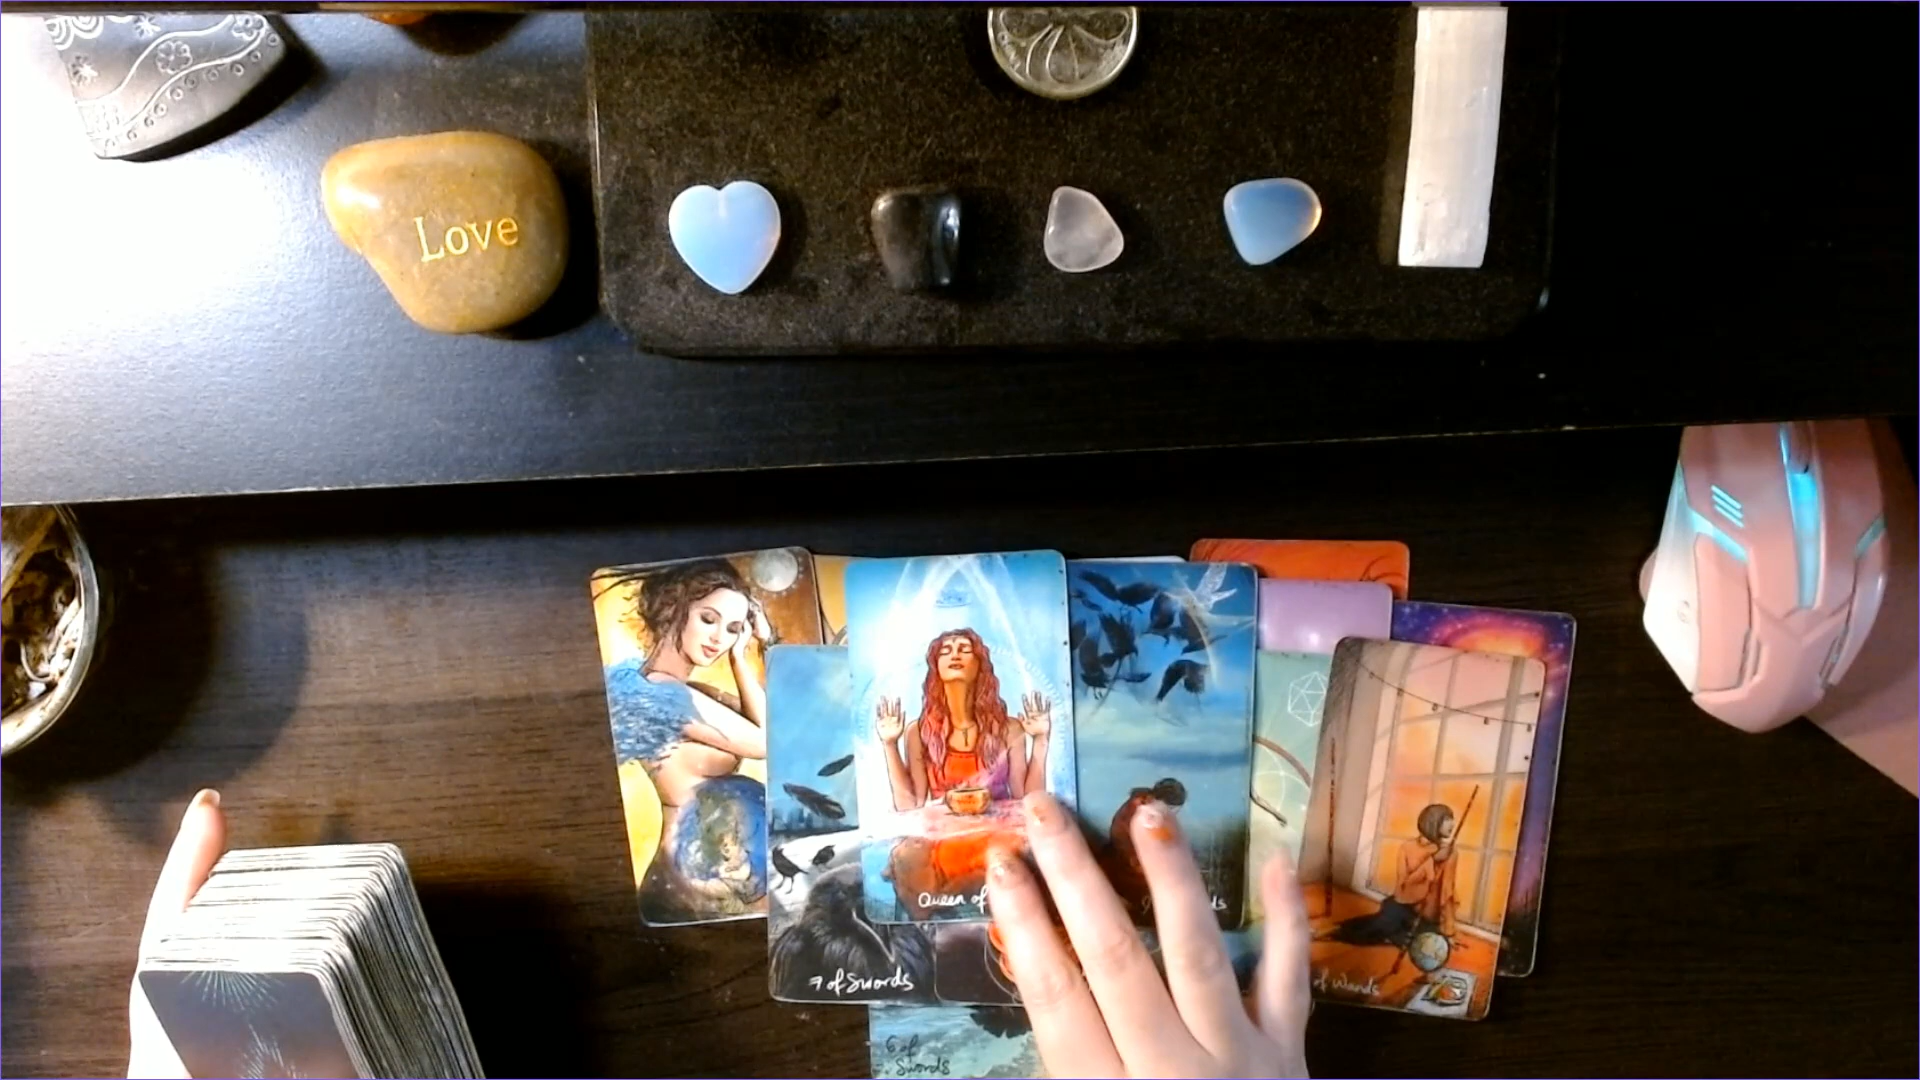 Love
Queen of
7 of Swords
of Wands
6 of
Swords